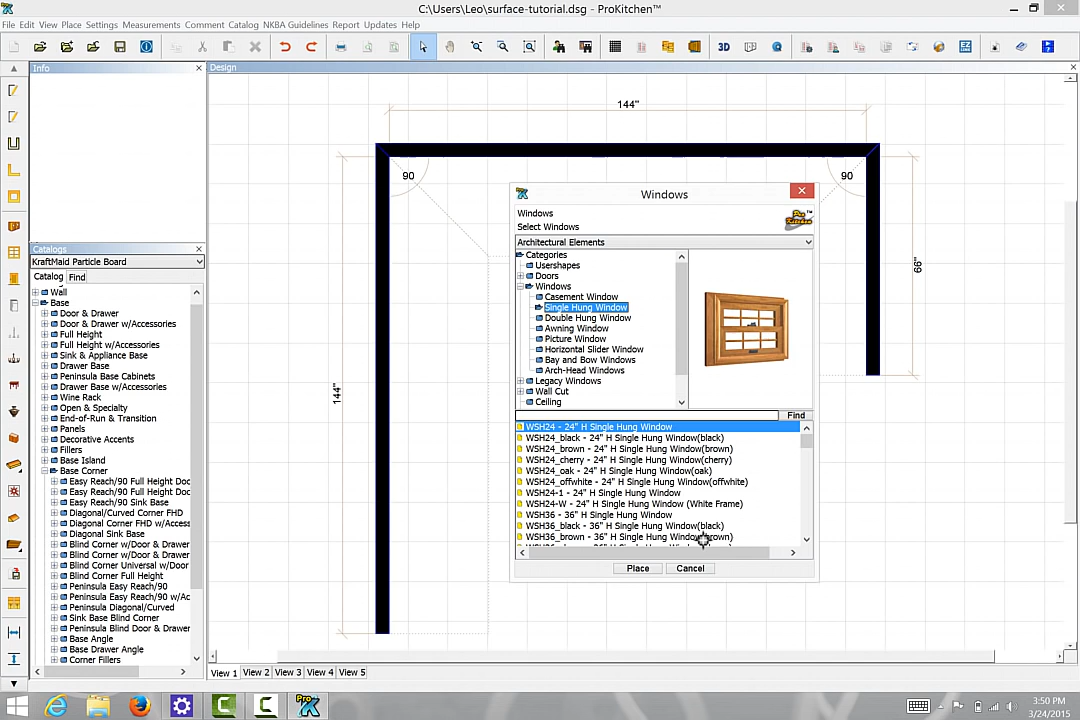 C:\Users\Leo\surface-tutorial.dsg - ProKitchen™
File Edit View Place Settings Measurements Comment Catalog NKBA Guidelines Report Updates Help
3D
Info
Design
144"
90
90
66"
144"
Catalogs
KraftMaid Particle Board
Catalog Find
Wall
Base
Door & Drawer
Door & Drawer w/Accessories
Full Height
Full Height w/Accessories
Sink & Appliance Base
Drawer Base
Peninsula Base Cabinets
Drawer Base w/Accessories
Wine Rack
Open & Specialty
End-of-Run & Transition
Panels
Decorative Accents
Fillers
Base Island
Base Corner
Easy Reach/90 Full Height Doc
Easy Reach/90 Full Height Doc
Easy Reach/90 Sink Base
Diagonal/Curved Corner FHD
Diagonal Corner FHD w/Access
Diagonal Sink Base
Blind Corner w/Door & Drawer
Blind Corner w/Door & Drawer
Blind Corner Universal w/Door
Blind Corner Full Height
Peninsula Easy Reach/90
Peninsula Easy Reach/90 w/Ac
Peninsula Diagonal/Curved
Sink Base Blind Corner
Peninsula Blind Door & Drawer
Base Angle
Base Drawer Angle
Corner Fillers
Windows
Windows
Select Windows
Architectural Elements
Categories
Usershapes
Doors
Windows
Casement Window
Single Hung Window
Double Hung Window
Awning Window
Picture Window
Horizontal Slider Window
Bay and Bow Windows
Arch-Head Windows
Legacy Windows
Wall Cut
Ceiling
Find
WSH24 - 24" H Single Hung Window
WSH24_black - 24" H Single Hung Window(black)
WSH24_brown - 24" H Single Hung Window(brown)
WSH24_cherry - 24" H Single Hung Window(cherry)
WSH24_oak - 24" H Single Hung Window(oak)
WSH24_offwhite - 24" H Single Hung Window(offwhite)
WSH24-1 - 24" H Single Hung Window
WSH24-W - 24" H Single Hung Window (White Frame)
WSH36 - 36" H Single Hung Window
WSH36_black - 36" H Single Hung Window(black)
WSH36_brown - 36" H Single Hung Window(brown)
Place Cancel
View 1 View 2 View 3 View 4 View 5
3:50 PM
3/24/2015